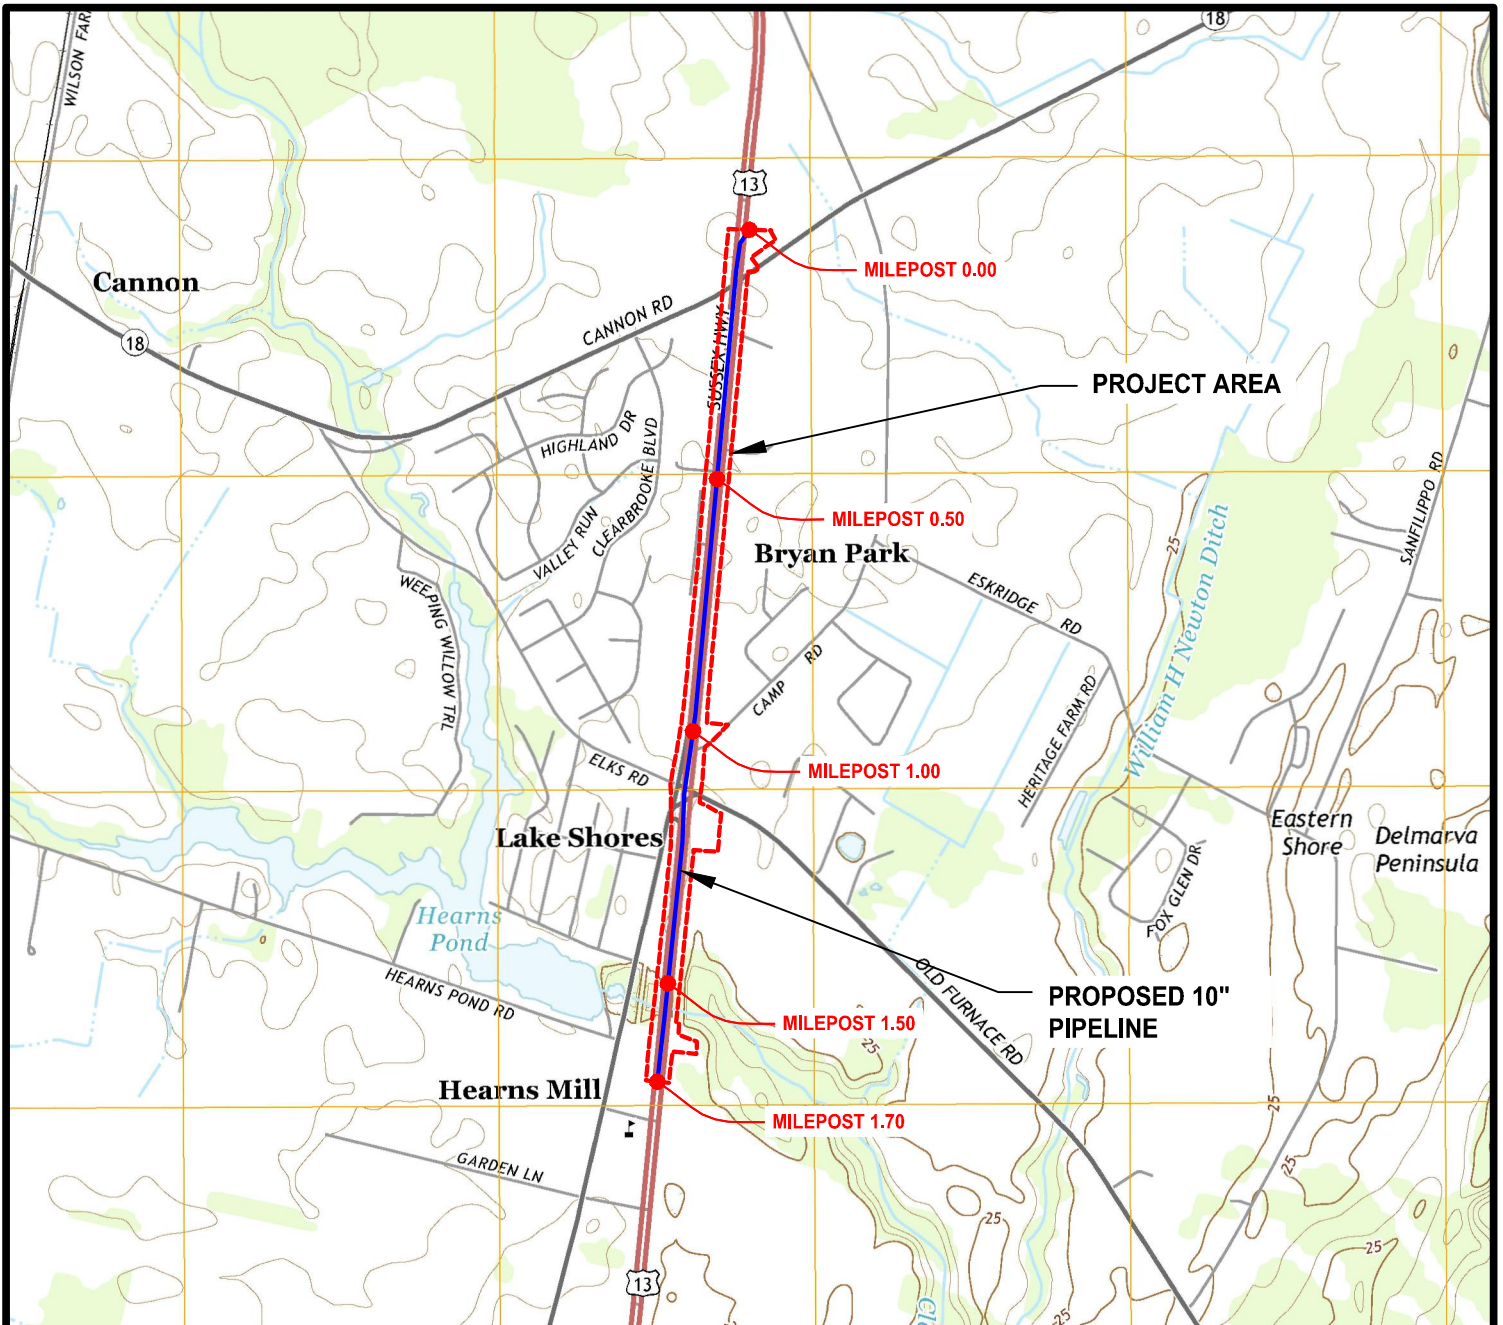 18
WILSON FAR
13
Cannon
MILEPOST 0.00
CANNON RD
SUSSEX HWY
18
PROJECT AREA
HIGHLAND DR
CLEARBROOKE BLVD
VALLEY RUN
MILEPOST 0.50
Bryan Park
SANFILIPPO RD
25
William H Newton Ditch
ESKRIDGE RD
WEEPING WILLOW TRL
CAMP RD
HERITAGE FARM RD
ELKS RD
MILEPOST 1.00
Lake Shores
Eastern
Shore
Delmarva
Peninsula
FOX GLEN DR
Hearns
Pond
HEARNS POND RD
OLD FURNACE RD
PROPOSED 10"
PIPELINE
MILEPOST 1.50
25
Hearns Mill
MILEPOST 1.70
25
GARDEN LN
25
25
25
13
25